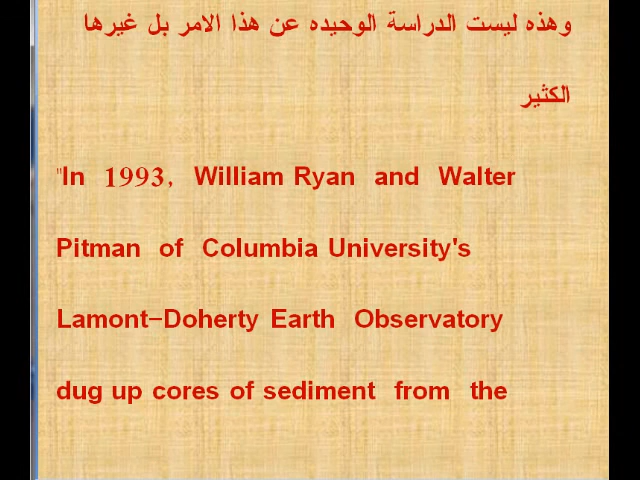 وهذه ليست الدراسة الوحيده عن هذا الامر بل غيرها
الكثير
"In 1993, William Ryan and Walter
Pitman of Columbia University's
Lamont-Doherty Earth Observatory
dug up cores of sediment from the